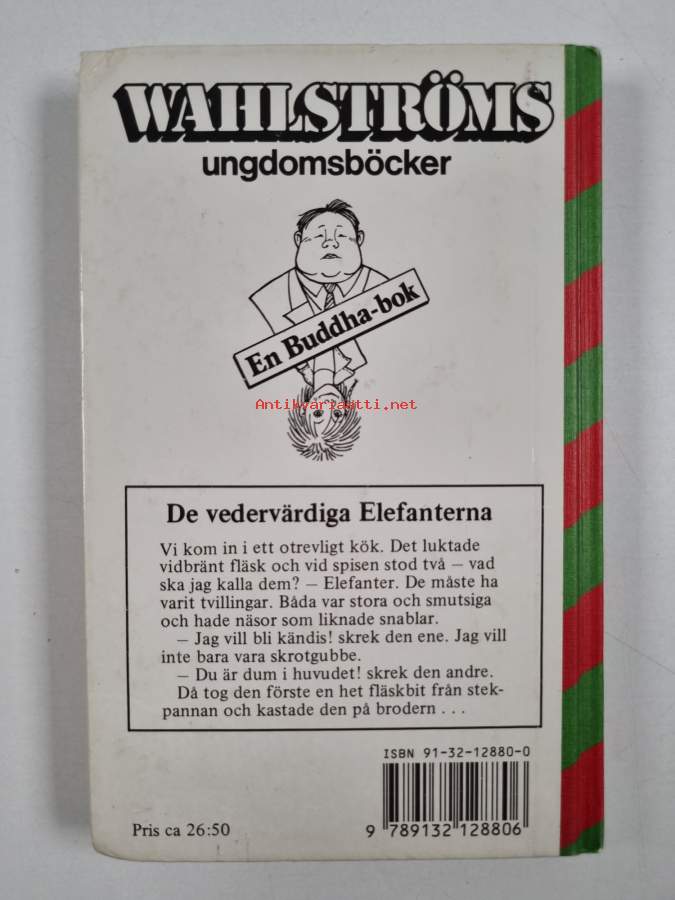 WAHLSTRÖMS
ungdomsböcker
En Buddha-bok
Antikvariaatti.net
De vedervärdiga Elefanterna
Vi kom in i ett otrevligt kök. Det luktade
vidbränt fläsk och vid spisen stod två – vad
ska jag kalla dem? – Elefanter. De måste ha
varit tvillingar. Båda var stora och smutsiga
och hade näsor som liknade snablar.
– Jag vill bli kändis! skrek den ene. Jag vill
inte bara vara skrotgubbe.
– Du är dum i huvudet! skrek den andre.
Då tog den förste en het fläskbit från stek-
pannan och kastade den på brodern . . .
ISBN 91-32-12880-0
Pris ca 26:50
9 789132 128806